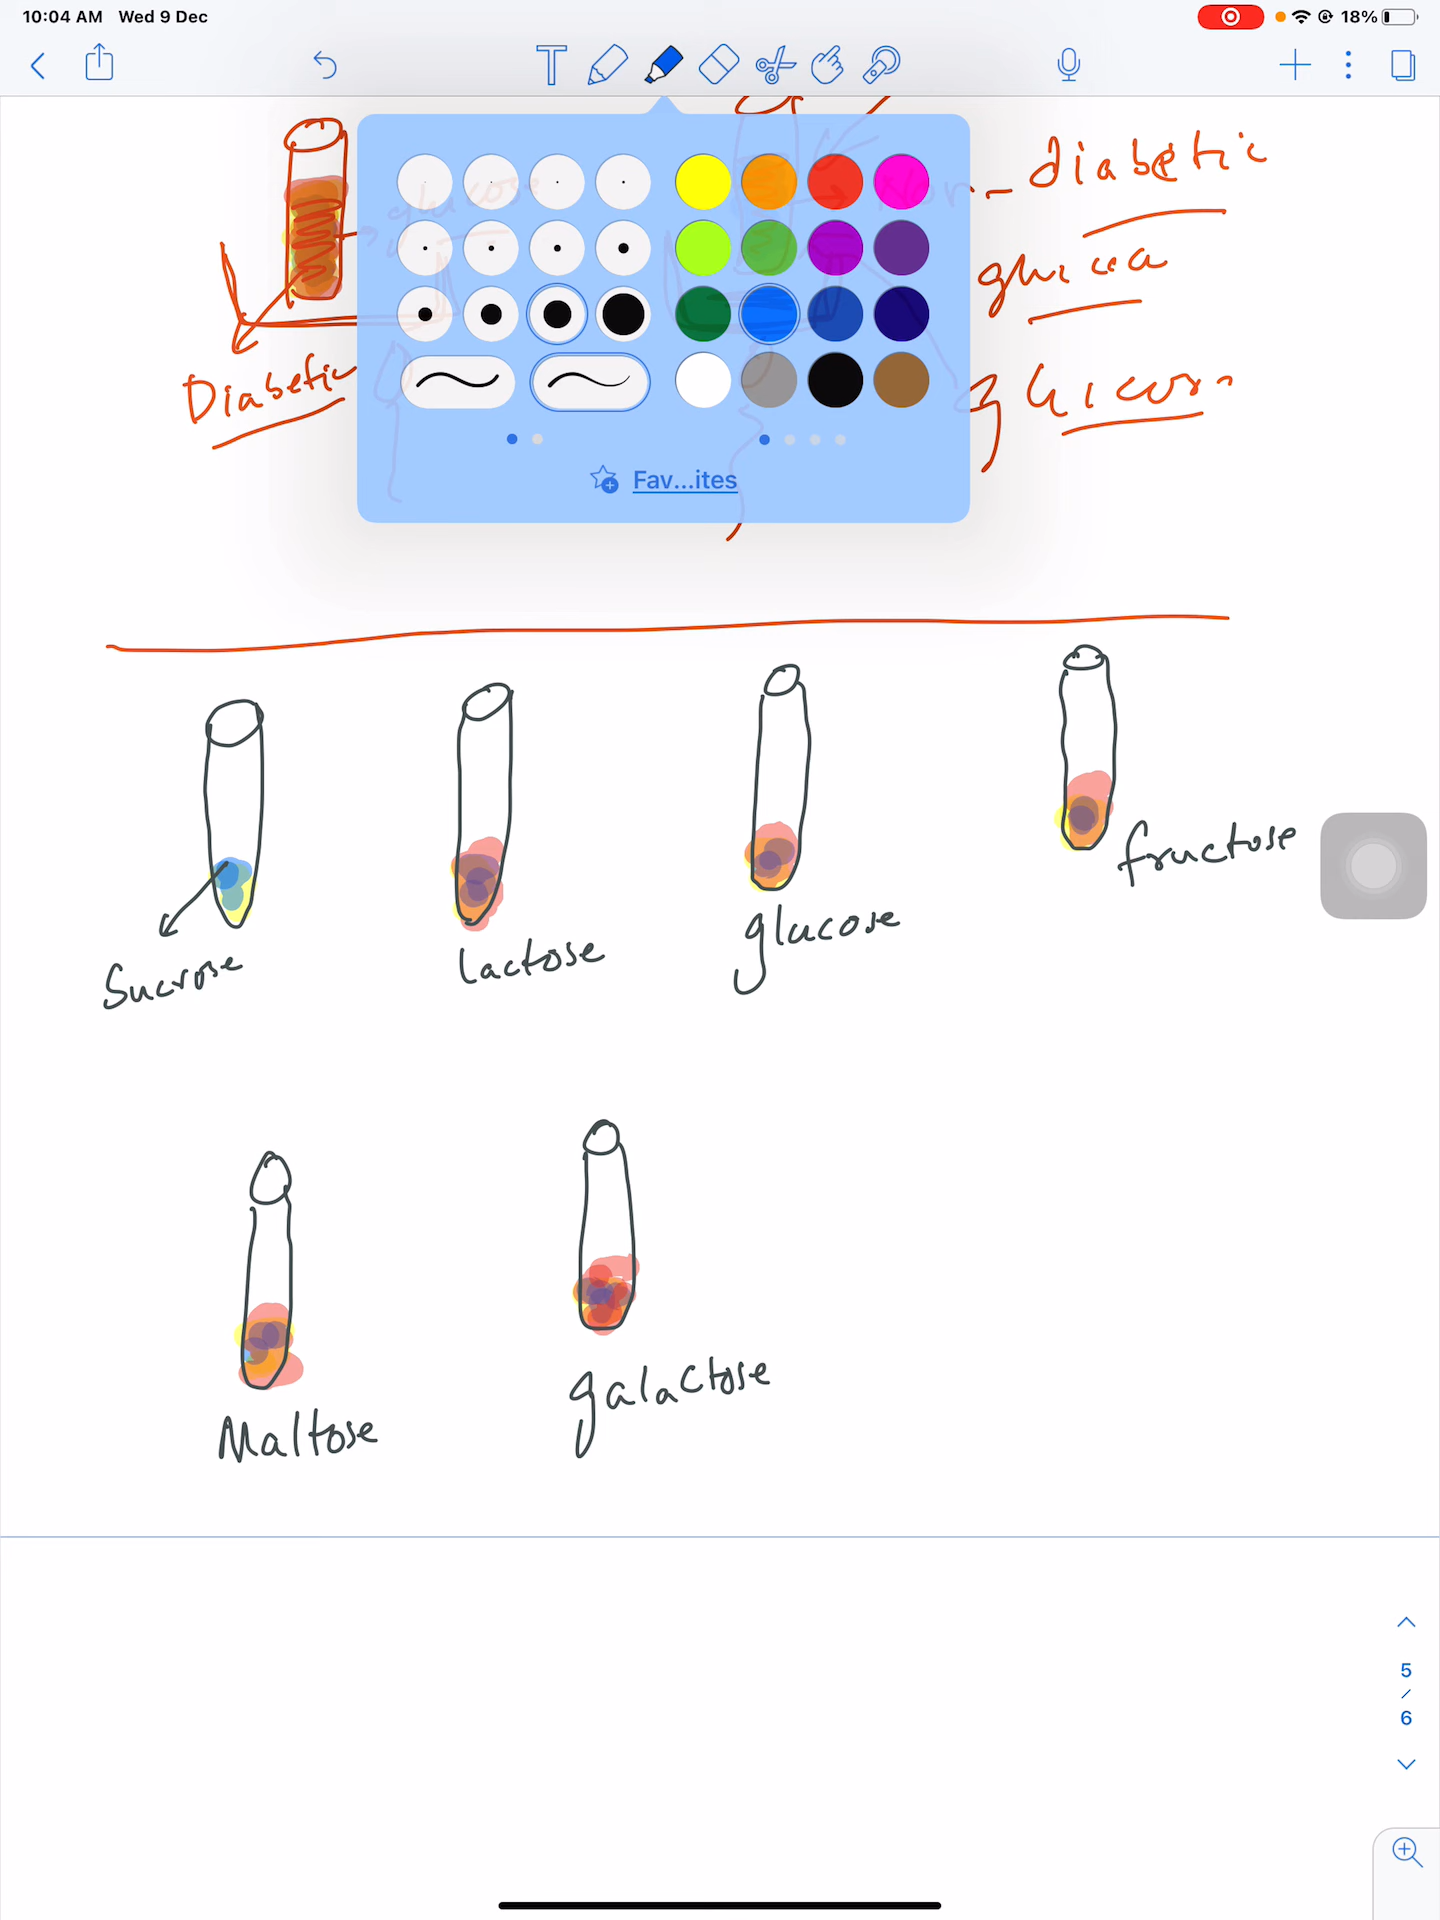 10:04 AM Wed 9 Dec
18%
diabetic
Diabetic
Fav...ites
fructose
glucose
Lactose
Sucrose
galactose
Maltose
5
/
6